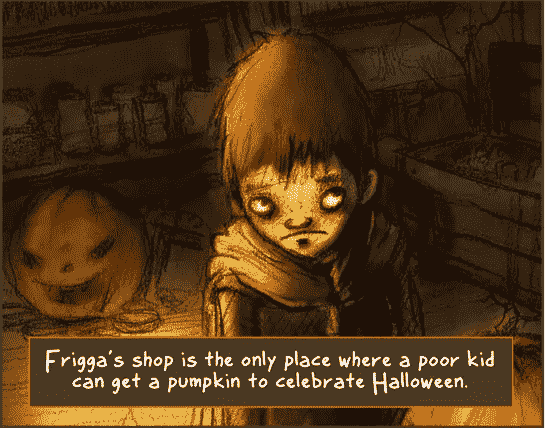 Frigga's shop is the only place where a poor kid
can get a pumpkin to celebrate Halloween.